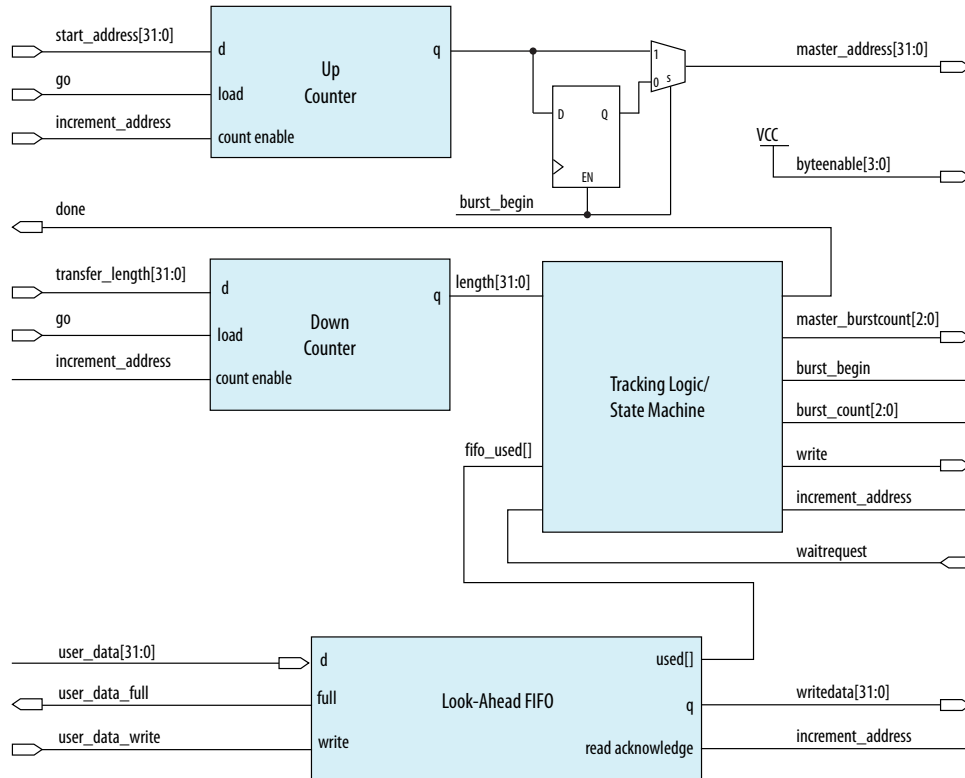 start_address[31:0]
go
increment_address
d
load
count enable
q
Up
Counter
1
0
s
D
Q
EN
burst_begin
master_address[31:0]
VCC
byteenable[3:0]
done
transfer_length[31:0]
go
increment_address
d
load
count enable
q
Down
Counter
length[31:0]
fifo_used[]
Tracking Logic/
State Machine
master_burstcount[2:0]
burst_begin
burst_count[2:0]
write
increment_address
waitrequest
user_data[31:0]
user_data_full
user_data_write
d
full
write
Look-Ahead FIFO
used[]
q
read acknowledge
writedata[31:0]
increment_address